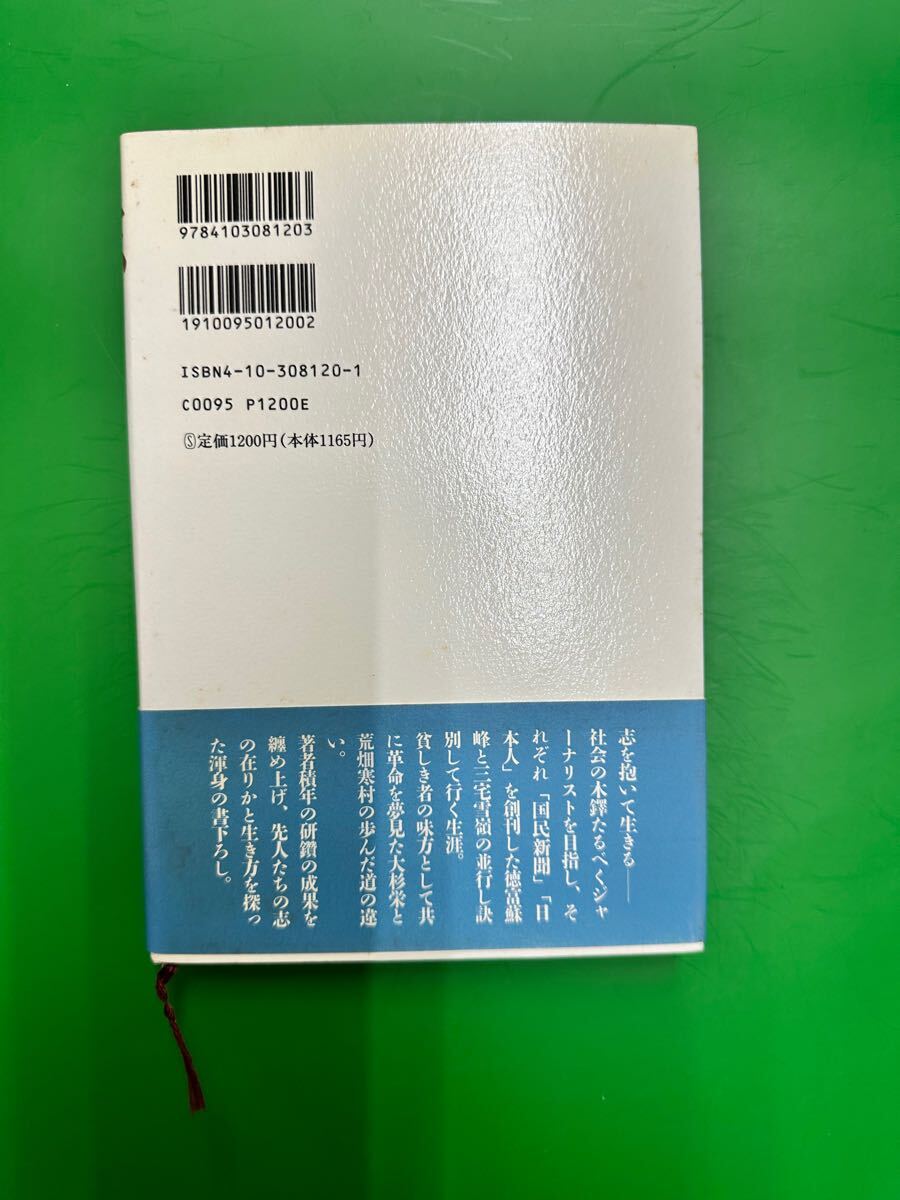 9784103081203
1910095012002
ISBN4-10-308120-1
C0095 P1200E
Ⓢ定価1200円(本体1165円)
志を抱いて生きる――
社会の木鐸たるべくジャ
ーナリストを目指し、そ
れぞれ「国民新聞」「日
本人」を創刊した徳富蘇
峰と三宅雪嶺の並行し訣
別して行く生涯。
貧しき者の味方として共
に革命を夢見た大杉栄と
荒畑寒村の歩んだ道の違
い。
著者積年の研鑽の成果を
纏め上げ、先人たちの志
の在りかと生き方を探っ
た渾身の書下ろし。